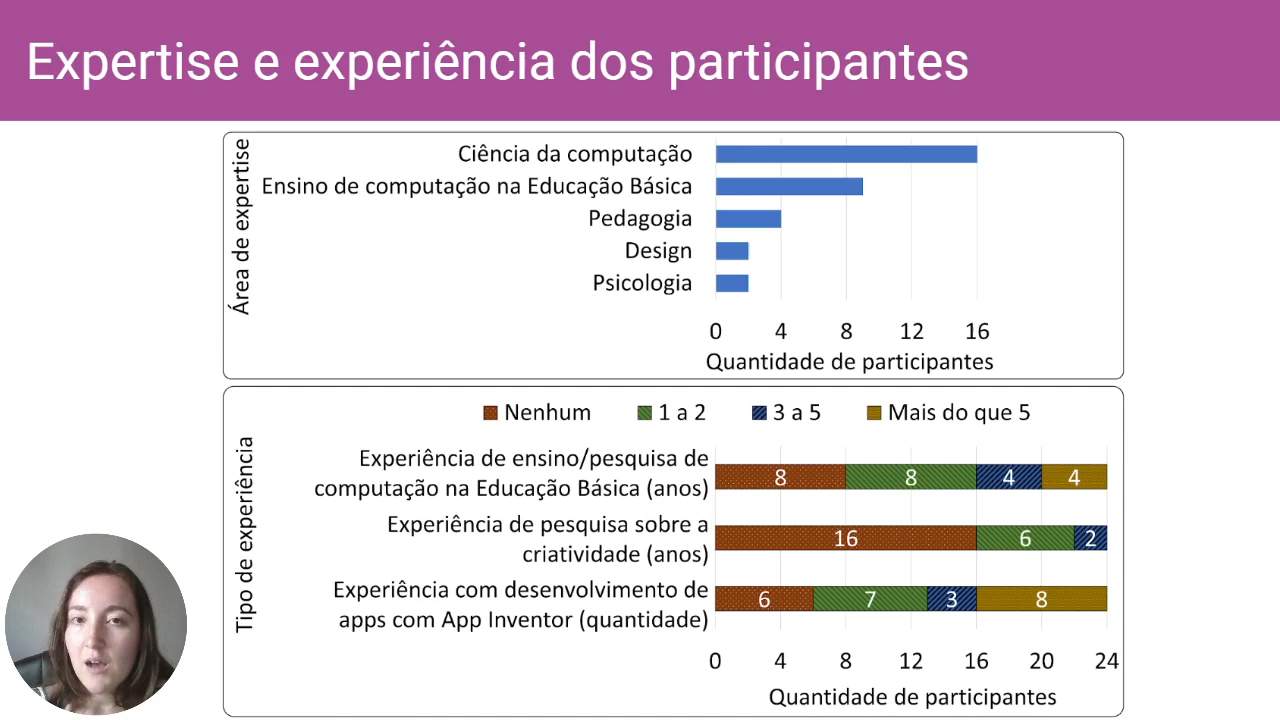 Expertise e experiência dos participantes
Área de expertise
Ciência da computação
Ensino de computação na Educação Básica
Pedagogia
Design
Psicologia
0 4 8 12 16
Quantidade de participantes
Nenhum 1 a 2 3 a 5 Mais do que 5
Tipo de experiência
Experiência de ensino/pesquisa de
computação na Educação Básica (anos)
8 8 4 4
Experiência de pesquisa sobre a
criatividade (anos)
16 6 2
Experiência com desenvolvimento de
apps com App Inventor (quantidade)
6 7 3 8
0 4 8 12 16 20 24
Quantidade de participantes